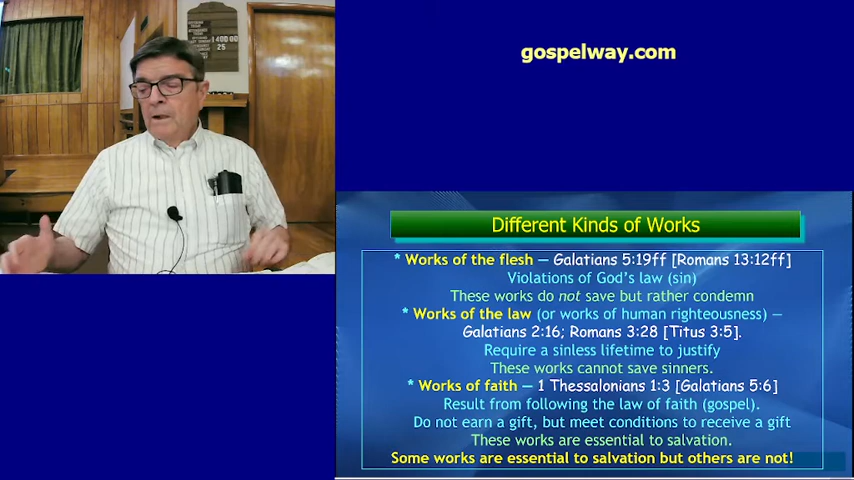 gospelway.com
Different Kinds of Works
* Works of the flesh – Galatians 5:19ff [Romans 13:12ff]
Violations of God's law (sin)
These works do not save but rather condemn
* Works of the law (or works of human righteousness) –
Galatians 2:16; Romans 3:28 [Titus 3:5].
Require a sinless lifetime to justify
These works cannot save sinners.
* Works of faith – 1 Thessalonians 1:3 [Galatians 5:6]
Result from following the law of faith (gospel).
Do not earn a gift, but meet conditions to receive a gift
These works are essential to salvation.
Some works are essential to salvation but others are not!